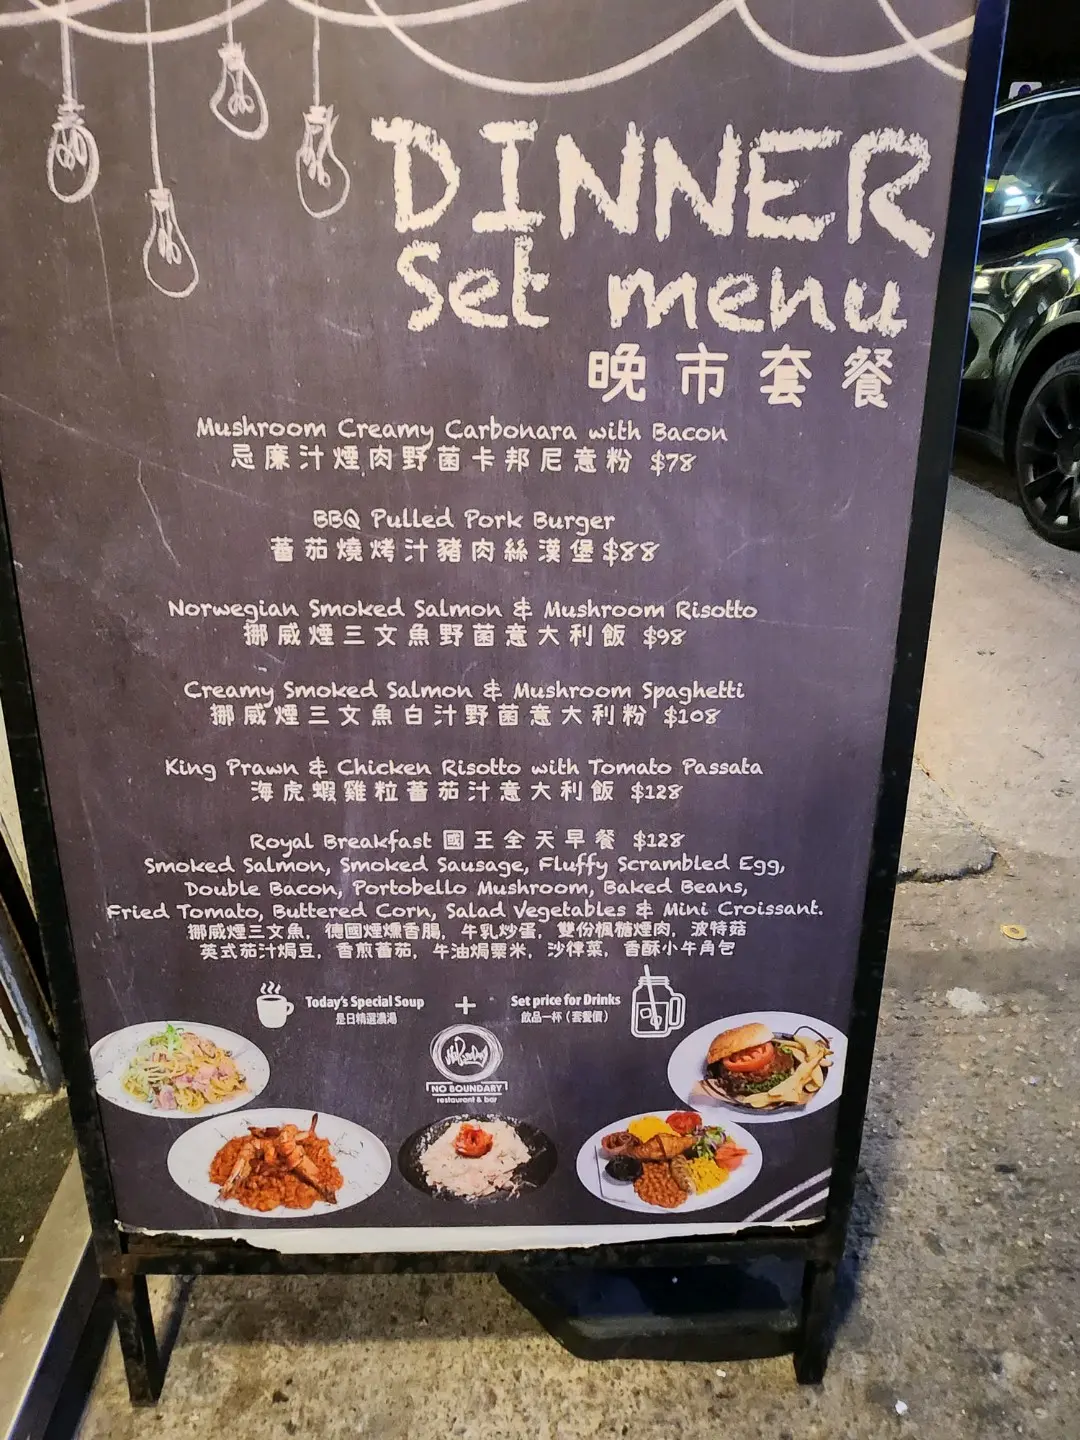 DINNER
Set menu
晚市套餐
Mushroom Creamy Carbonara with Bacon
忌廉汁煙肉野菌卡邦尼意粉 $78
BBQ Pulled Pork Burger
蕃茄燒烤汁豬肉絲漢堡 $88
Norwegian Smoked Salmon & Mushroom Risotto
挪威煙三文魚野菌意大利飯 $98
Creamy Smoked Salmon & Mushroom Spaghetti
挪威煙三文魚白汁野菌意大利粉 $108
King Prawn & Chicken Risotto with Tomato Passata
海虎蝦雞粒蕃茄汁意大利飯 $128
Royal Breakfast 國王全天早餐 $128
Smoked Salmon, Smoked Sausage, Fluffy Scrambled Egg,
Double Bacon, Portobello Mushroom, Baked Beans,
Fried Tomato, Buttered Corn, Salad Vegetables & Mini Croissant.
挪威煙三文魚, 德國煙燻香腸, 牛乳炒蛋, 雙份楓糖煙肉, 波特菇
英式茄汁焗豆, 香煎蕃茄, 牛油焗粟米, 沙律菜, 香酥小牛角包
Today's Special Soup + Set price for Drinks
是日精選濃湯 飲品一杯 (套餐價)
NO BOUNDARY
restaurant & bar